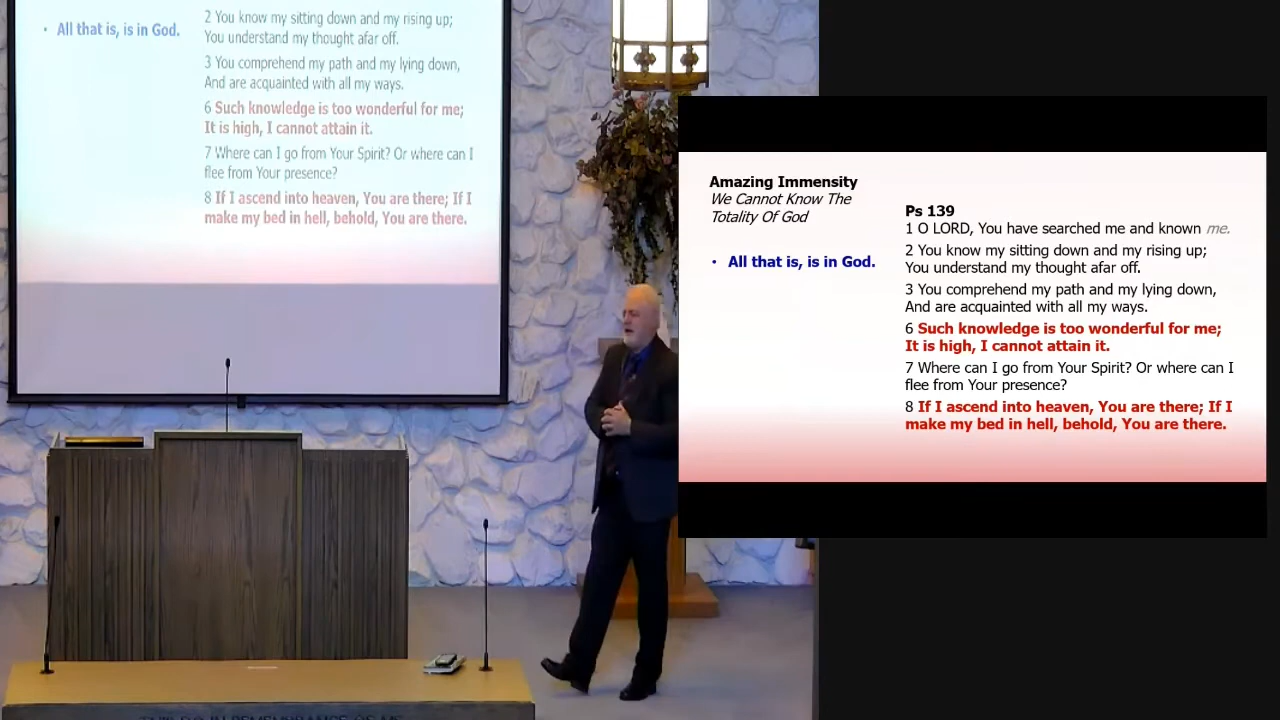 All that is, is in God.
2 You know my sitting down and my rising up;
You understand my thought afar off.
3 You comprehend my path and my lying down,
And are acquainted with all my ways.
6 Such knowledge is too wonderful for me;
It is high, I cannot attain it.
7 Where can I go from Your Spirit? Or where can I
flee from Your presence?
8 If I ascend into heaven, You are there; If I
make my bed in hell, behold, You are there.
Amazing Immensity
We Cannot Know The
Totality Of God
• All that is, is in God.
Ps 139
1 O LORD, You have searched me and known me.
2 You know my sitting down and my rising up;
You understand my thought afar off.
3 You comprehend my path and my lying down,
And are acquainted with all my ways.
6 Such knowledge is too wonderful for me;
It is high, I cannot attain it.
7 Where can I go from Your Spirit? Or where can I
flee from Your presence?
8 If I ascend into heaven, You are there; If I
make my bed in hell, behold, You are there.
THIS DO IN REMEMBRANCE OF ME